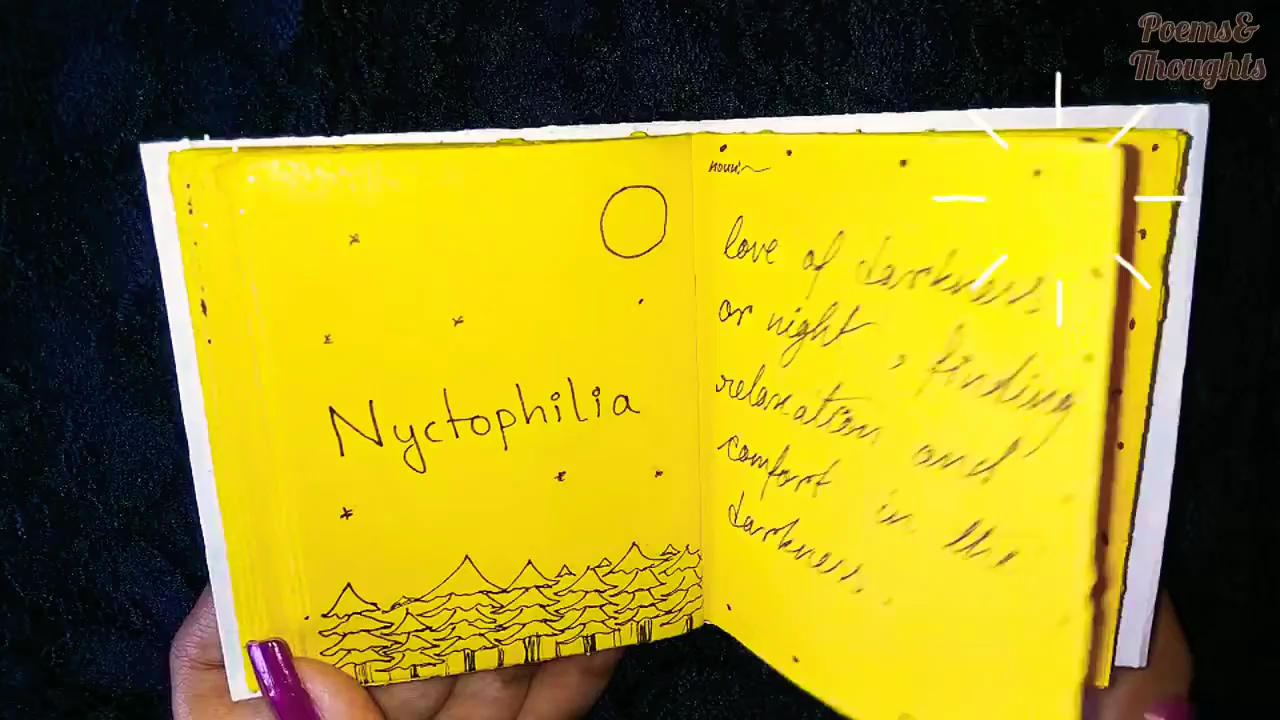 Poems&
Thoughts
Nyctophilia
noun~
love of darkness
or night , finding
relaxation and
comfort in the
darkness.